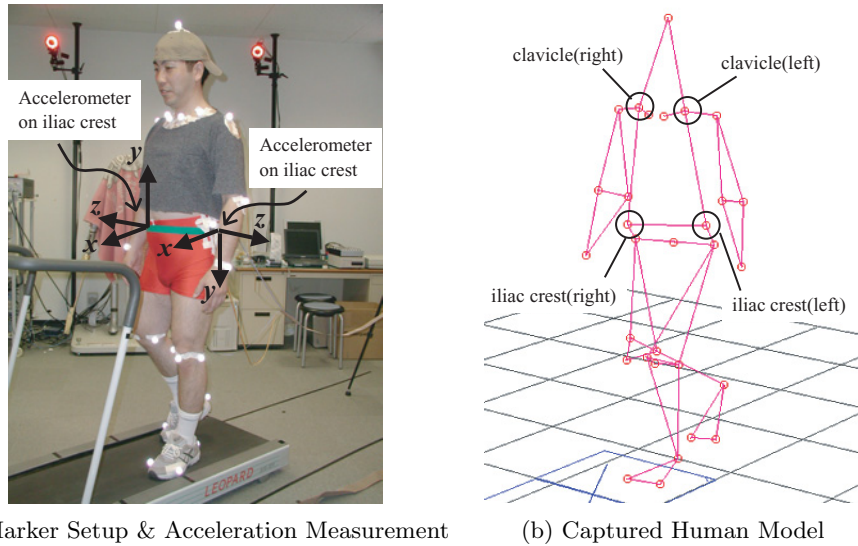 Accelerometer
on iliac crest
Accelerometer
on iliac crest
y
z
x
x
z
y
LEOPARD
clavicle(right)
clavicle(left)
iliac crest(right)
iliac crest(left)
Marker Setup & Acceleration Measurement
(b) Captured Human Model